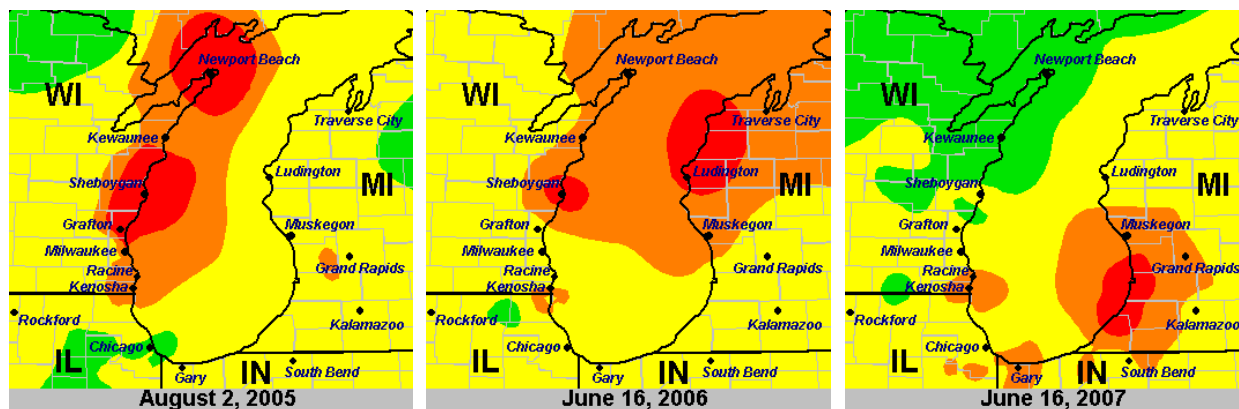 Newport Beach
WI
Traverse City
Kewaunee
Sheboygan
Ludington
MI
Grafton
Muskegon
Milwaukee
Grand Rapids
Racine
Kenosha
Rockford
Kalamazoo
Chicago
IL
Gary
IN
South Bend
August 2, 2005
Newport Beach
WI
Traverse City
Kewaunee
Sheboygan
Ludington
MI
Grafton
Muskegon
Milwaukee
Grand Rapids
Racine
Kenosha
Rockford
Kalamazoo
Chicago
IL
Gary
IN
South Bend
June 16, 2006
Newport Beach
WI
Traverse City
Kewaunee
Sheboygan
Ludington
MI
Grafton
Muskegon
Milwaukee
Grand Rapids
Racine
Kenosha
Rockford
Kalamazoo
Chicago
IL
Gary
IN
South Bend
June 16, 2007